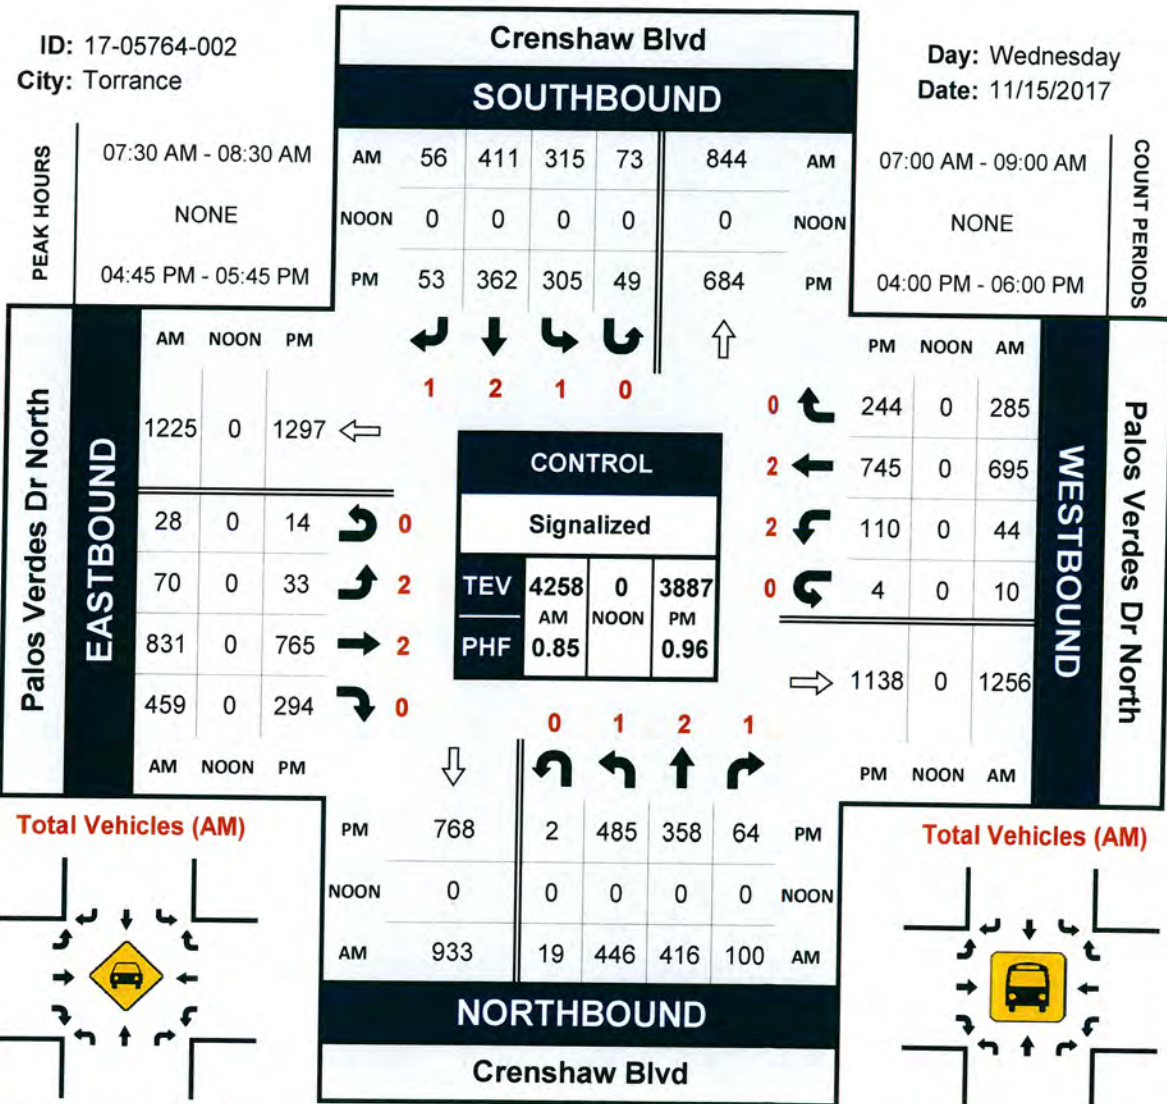 ID: 17-05764-002
City: Torrance
Crenshaw Blvd
SOUTHBOUND
Day: Wednesday
Date: 11/15/2017
PEAK HOURS
07:30 AM - 08:30 AM
NONE
04:45 PM - 05:45 PM
AM 56 411 315 73 844 AM
NOON 0 0 0 0 0 NOON
PM 53 362 305 49 684 PM
1 2 1 0
07:00 AM - 09:00 AM
NONE
04:00 PM - 06:00 PM
COUNT PERIODS
Palos Verdes Dr North
EASTBOUND
AM NOON PM
1225 0 1297
28 0 14 0
70 0 33 2
831 0 765 2
459 0 294 0
AM NOON PM
CONTROL
Signalized
TEV 4258 0 3887
AM NOON PM
PHF 0.85 0.96
PM NOON AM
0 244 0 285
2 745 0 695
2 110 0 44
0 4 0 10
1138 0 1256
PM NOON AM
WESTBOUND
Palos Verdes Dr North
0 1 2 1
PM 768 2 485 358 64 PM
NOON 0 0 0 0 0 NOON
AM 933 19 446 416 100 AM
NORTHBOUND
Crenshaw Blvd
Total Vehicles (AM)
Total Vehicles (AM)